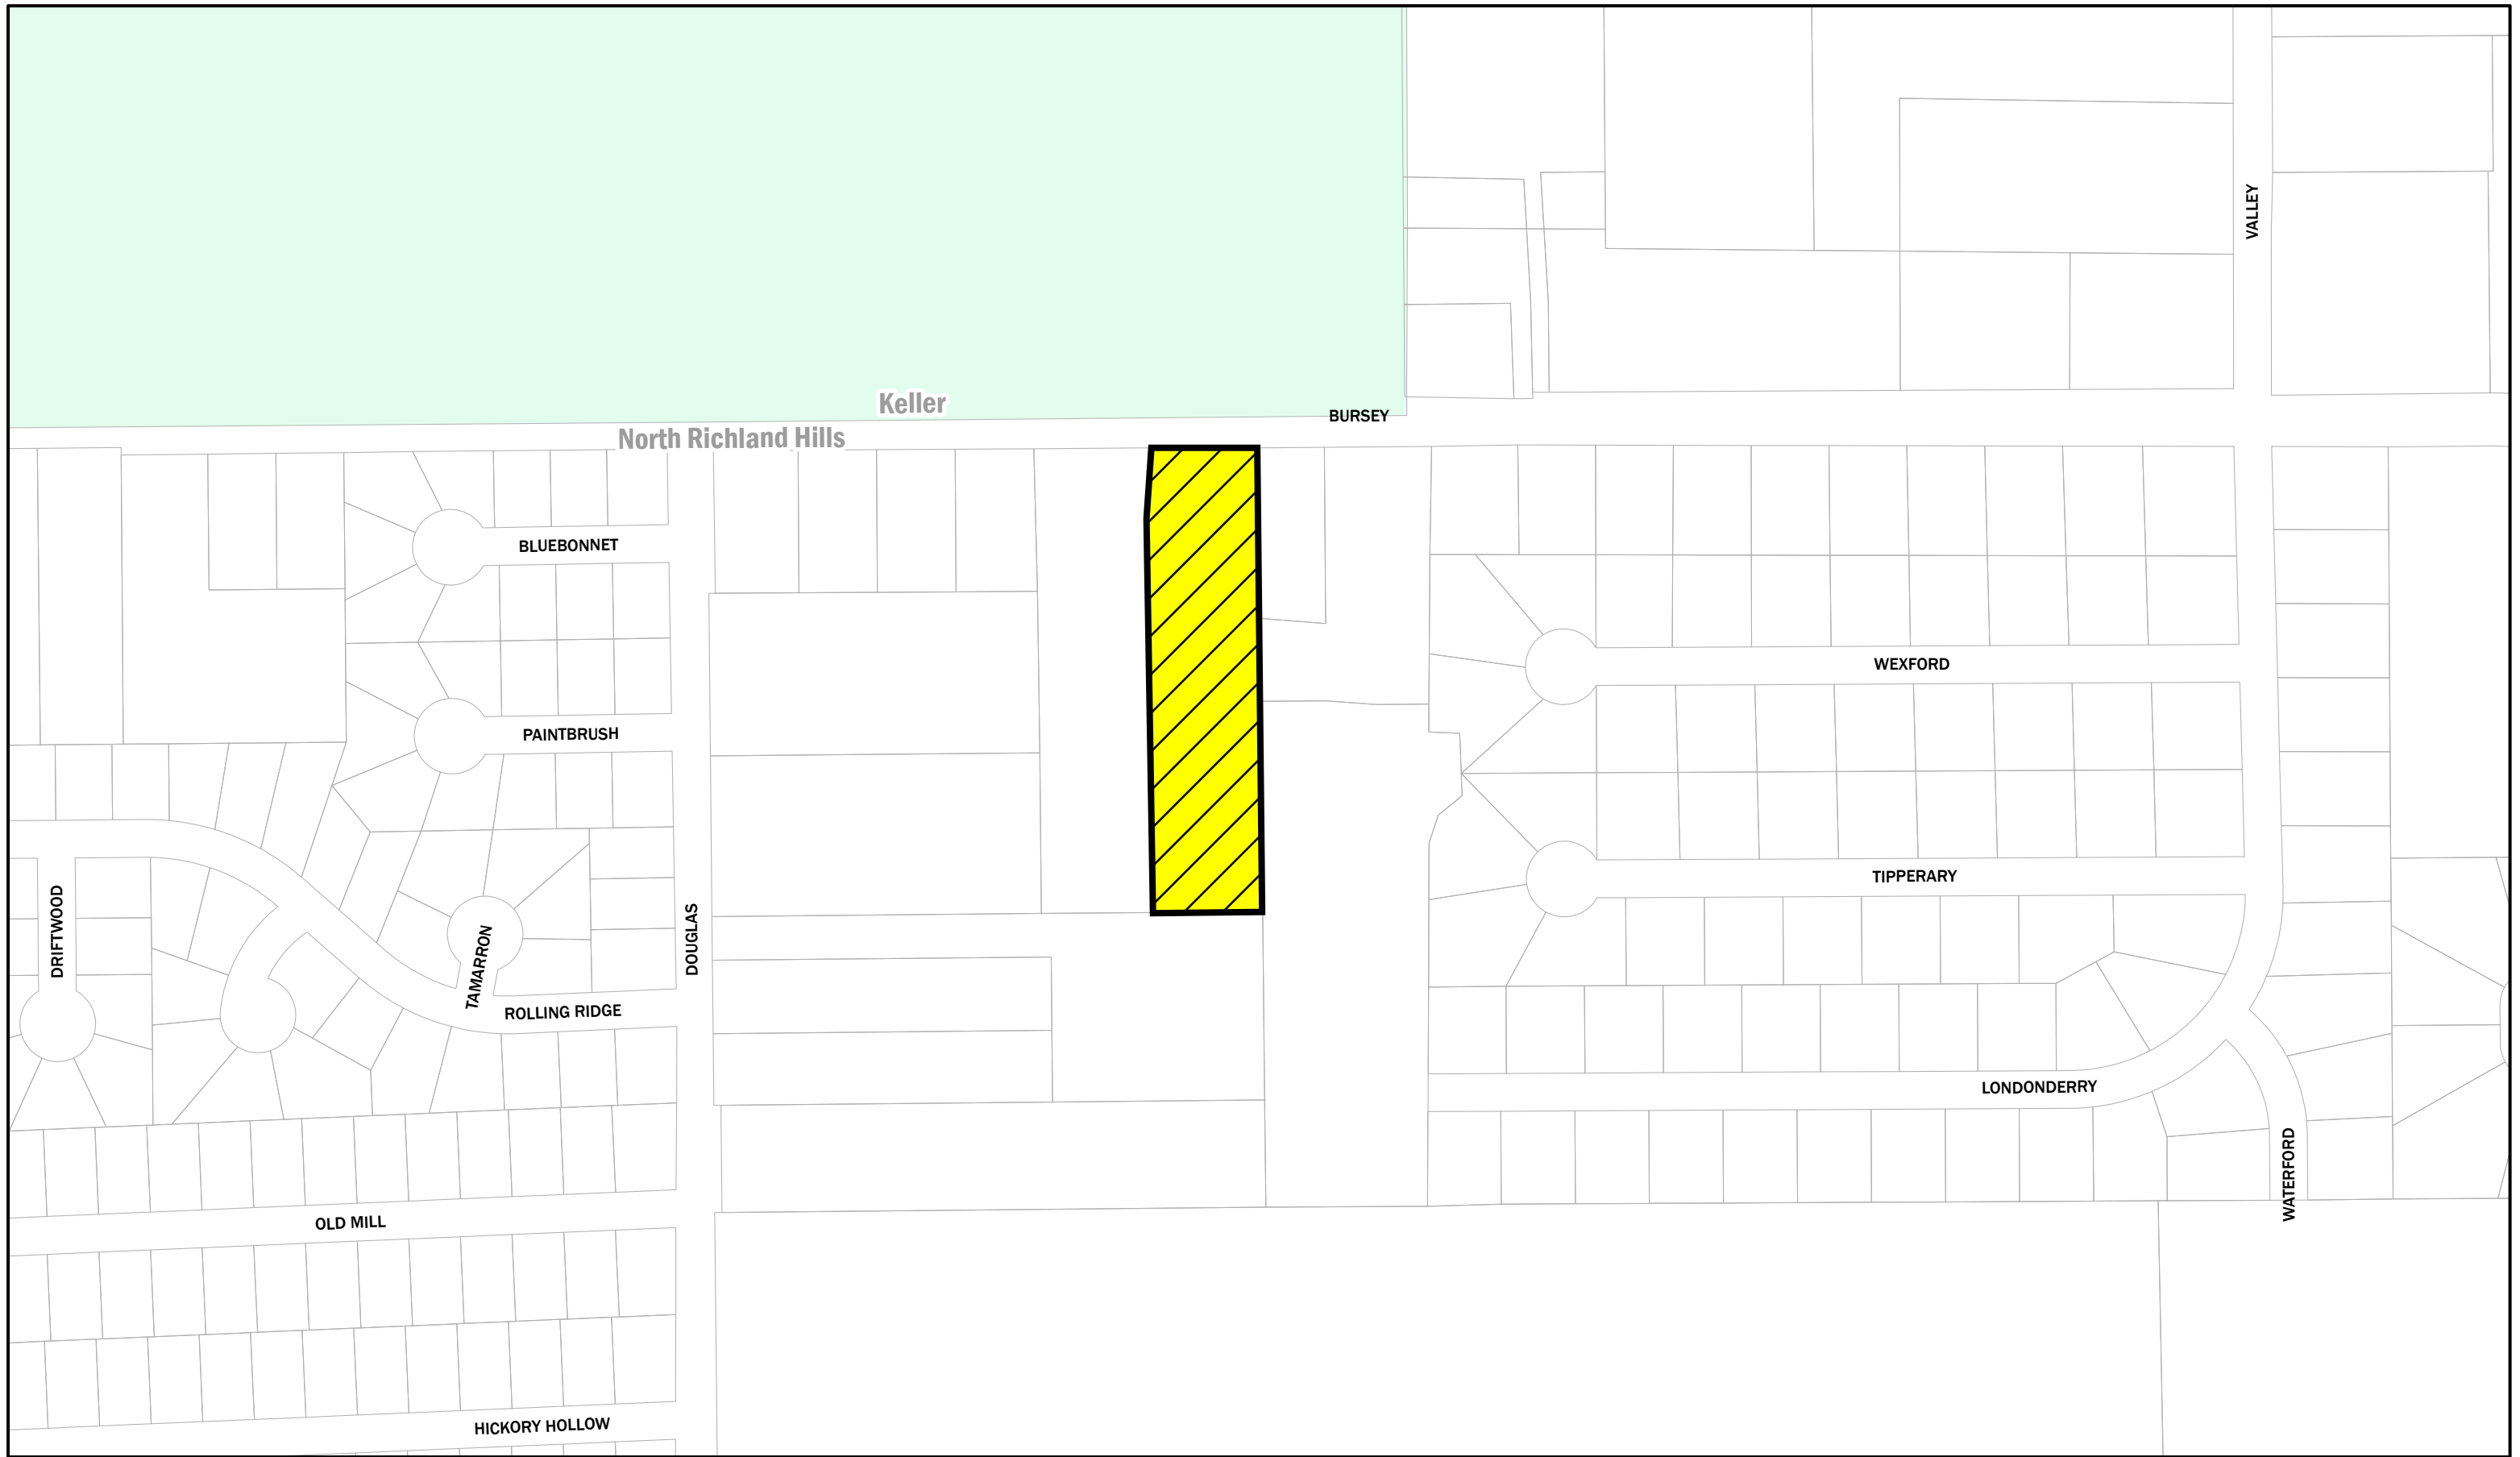 VALLEY
Keller
BURSEY
North Richland Hills
BLUEBONNET
WEXFORD
PAINTBRUSH
TIPPERARY
DRIFTWOOD
DOUGLAS
TAMARRON
ROLLING RIDGE
LONDONDERRY
WATERFORD
OLD MILL
HICKORY HOLLOW